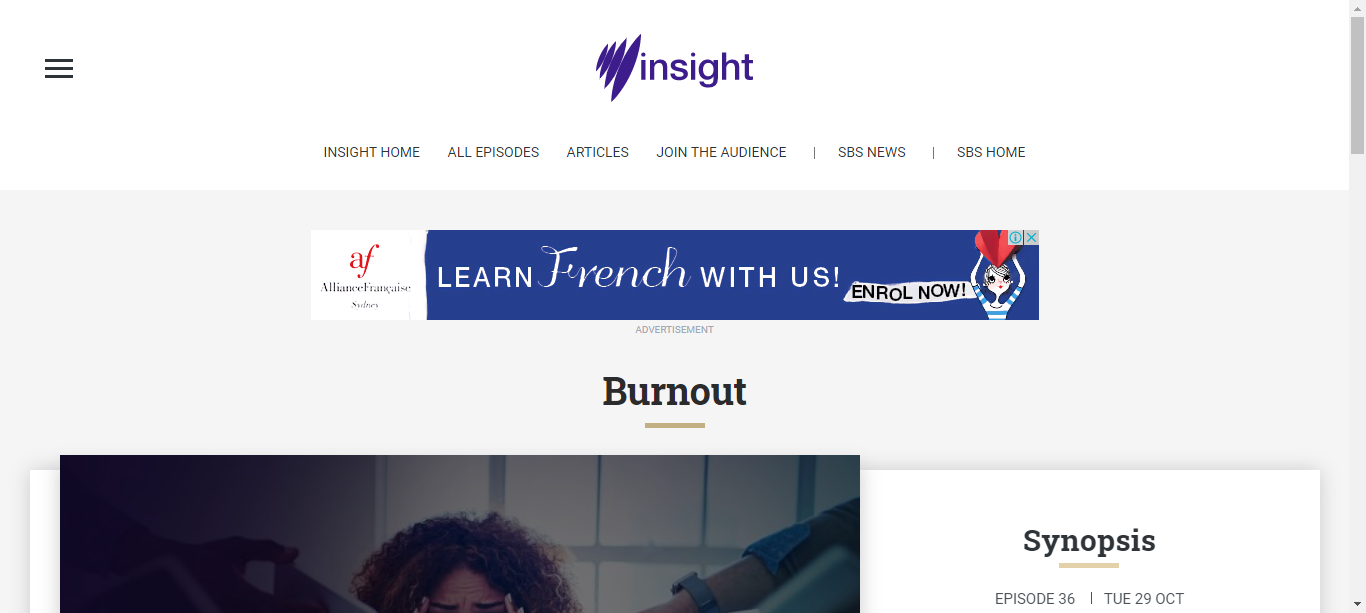 insight
INSIGHT HOME ALL EPISODES ARTICLES JOIN THE AUDIENCE | SBS NEWS | SBS HOME
af
AllianceFrançaise
Sydney
LEARN French WITH US!
ENROL NOW!
ADVERTISEMENT
Burnout
Synopsis
EPISODE 36 | TUE 29 OCT